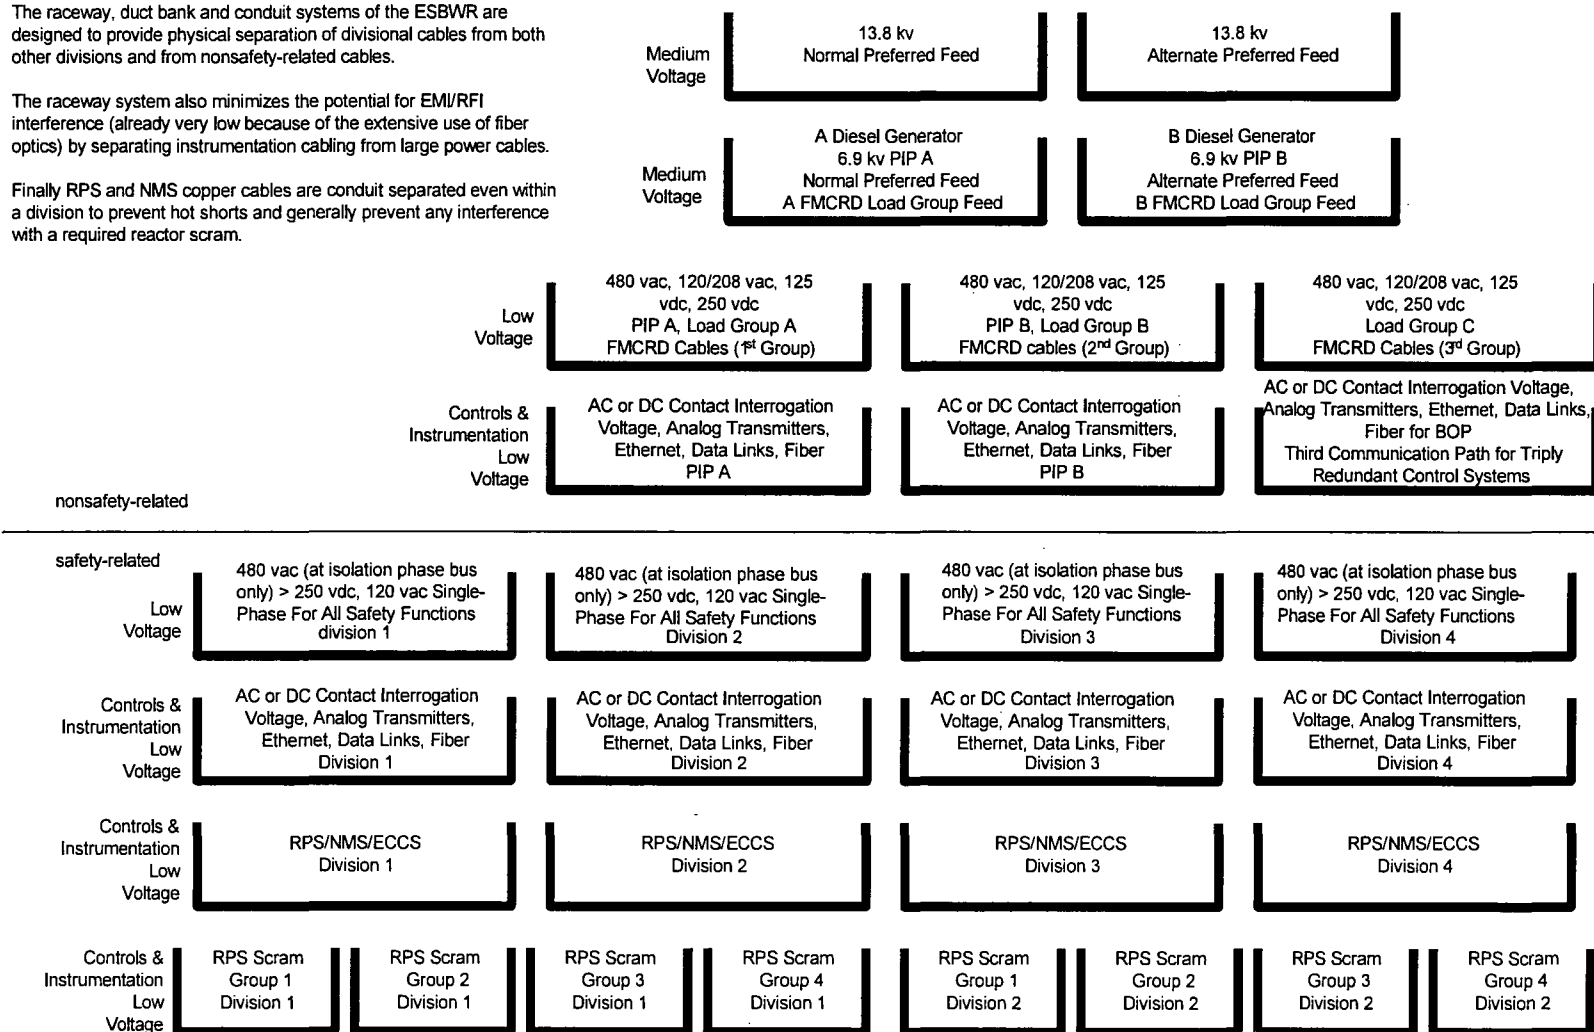 The raceway, duct bank and conduit systems of the ESBWR are
designed to provide physical separation of divisional cables from both
other divisions and from nonsafety-related cables.
The raceway system also minimizes the potential for EMI/RFI
interference (already very low because of the extensive use of fiber
optics) by separating instrumentation cabling from large power cables.
Finally RPS and NMS copper cables are conduit separated even within
a division to prevent hot shorts and generally prevent any interference
with a required reactor scram.
Medium
Voltage
13.8 kv
Normal Preferred Feed
13.8 kv
Alternate Preferred Feed
Medium
Voltage
A Diesel Generator
6.9 kv PIP A
Normal Preferred Feed
A FMCRD Load Group Feed
B Diesel Generator
6.9 kv PIP B
Alternate Preferred Feed
B FMCRD Load Group Feed
Low
Voltage
480 vac, 120/208 vac, 125
vdc, 250 vdc
PIP A, Load Group A
FMCRD Cables (1st Group)
480 vac, 120/208 vac, 125
vdc, 250 vdc
PIP B, Load Group B
FMCRD cables (2nd Group)
480 vac, 120/208 vac, 125
vdc, 250 vdc
Load Group C
FMCRD Cables (3rd Group)
Controls &
Instrumentation
Low
Voltage
AC or DC Contact Interrogation
Voltage, Analog Transmitters,
Ethernet, Data Links, Fiber
PIP A
AC or DC Contact Interrogation
Voltage, Analog Transmitters,
Ethernet, Data Links, Fiber
PIP B
AC or DC Contact Interrogation Voltage,
Analog Transmitters, Ethernet, Data Links,
Fiber for BOP
Third Communication Path for Triply
Redundant Control Systems
nonsafety-related
safety-related
Low
Voltage
480 vac (at isolation phase bus
only) > 250 vdc, 120 vac Single-
Phase For All Safety Functions
division 1
480 vac (at isolation phase bus
only) > 250 vdc, 120 vac Single-
Phase For All Safety Functions
Division 2
480 vac (at isolation phase bus
only) > 250 vdc, 120 vac Single-
Phase For All Safety Functions
Division 3
480 vac (at isolation phase bus
only) > 250 vdc, 120 vac Single-
Phase For All Safety Functions
Division 4
Controls &
Instrumentation
Low
Voltage
AC or DC Contact Interrogation
Voltage, Analog Transmitters,
Ethernet, Data Links, Fiber
Division 1
AC or DC Contact Interrogation
Voltage, Analog Transmitters,
Ethernet, Data Links, Fiber
Division 2
AC or DC Contact Interrogation
Voltage, Analog Transmitters,
Ethernet, Data Links, Fiber
Division 3
AC or DC Contact Interrogation
Voltage, Analog Transmitters,
Ethernet, Data Links, Fiber
Division 4
Controls &
Instrumentation
Low
Voltage
RPS/NMS/ECCS
Division 1
RPS/NMS/ECCS
Division 2
RPS/NMS/ECCS
Division 3
RPS/NMS/ECCS
Division 4
Controls &
Instrumentation
Low
Voltage
RPS Scram
Group 1
Division 1
RPS Scram
Group 2
Division 1
RPS Scram
Group 3
Division 1
RPS Scram
Group 4
Division 1
RPS Scram
Group 1
Division 2
RPS Scram
Group 2
Division 2
RPS Scram
Group 3
Division 2
RPS Scram
Group 4
Division 2